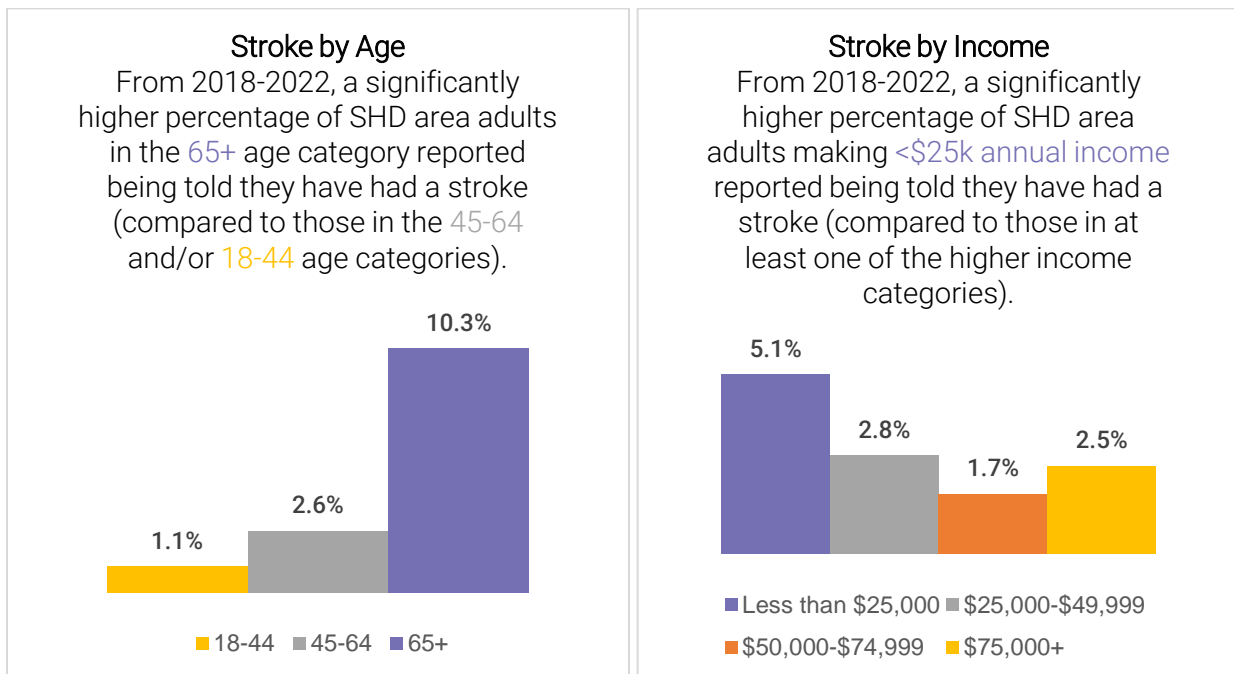 Stroke by Age
From 2018-2022, a significantly
higher percentage of SHD area adults
in the 65+ age category reported
being told they have had a stroke
(compared to those in the 45-64
and/or 18-44 age categories).
10.3%
2.6%
1.1%
18-44 45-64 65+
Stroke by Income
From 2018-2022, a significantly
higher percentage of SHD area
adults making <$25k annual income
reported being told they have had a
stroke (compared to those in at
least one of the higher income
categories).
5.1%
2.8%
1.7%
2.5%
Less than $25,000 $25,000-$49,999
$50,000-$74,999 $75,000+